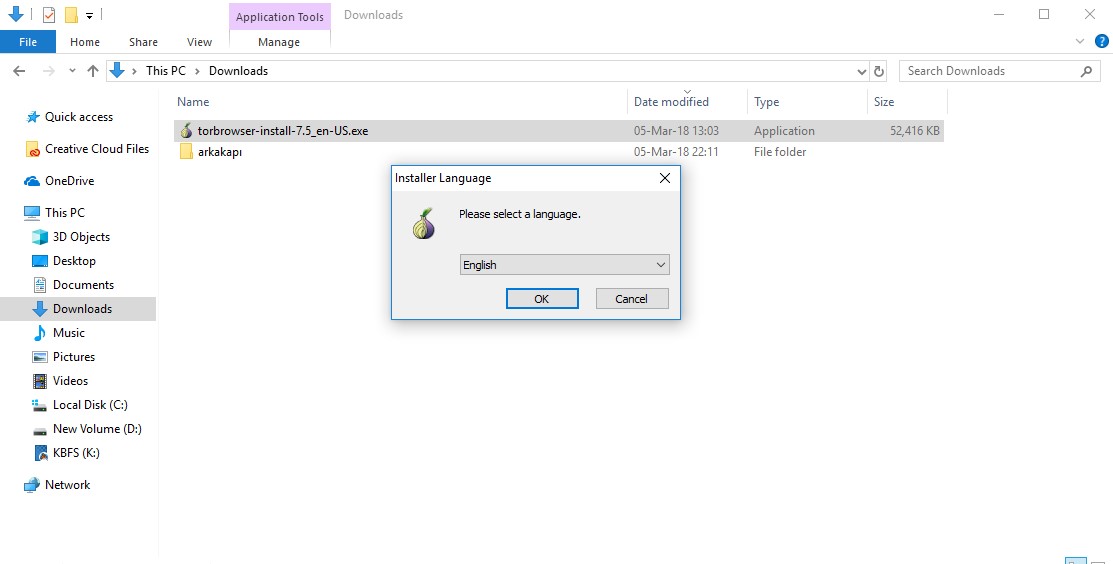 Application Tools
Downloads
File
Home
Share
View
Manage
This PC
Downloads
Search Downloads
Name
Date modified
Type
Size
Quick access
Creative Cloud Files
OneDrive
This PC
3D Objects
Desktop
Documents
Downloads
Music
Pictures
Videos
Local Disk (C:)
New Volume (D:)
KBFS (K:)
Network
torbrowser-install-7.5_en-US.exe
05-Mar-18 13:03
Application
52,416 KB
arkakapı
05-Mar-18 22:11
File folder
Installer Language
Please select a language.
English
OK
Cancel